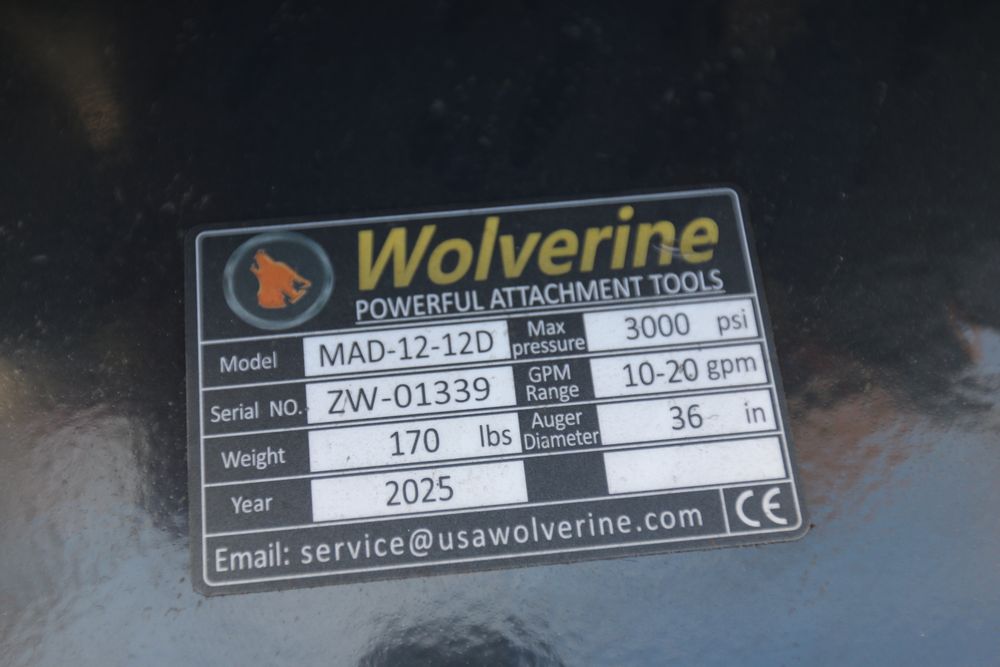 Wolverine
POWERFUL ATTACHMENT TOOLS
Model MAD-12-12D Max pressure 3000 psi
Serial NO. ZW-01339 GPM Range 10-20 gpm
Weight 170 lbs Auger Diameter 36 in
Year 2025
Email: service@usawolverine.com CE